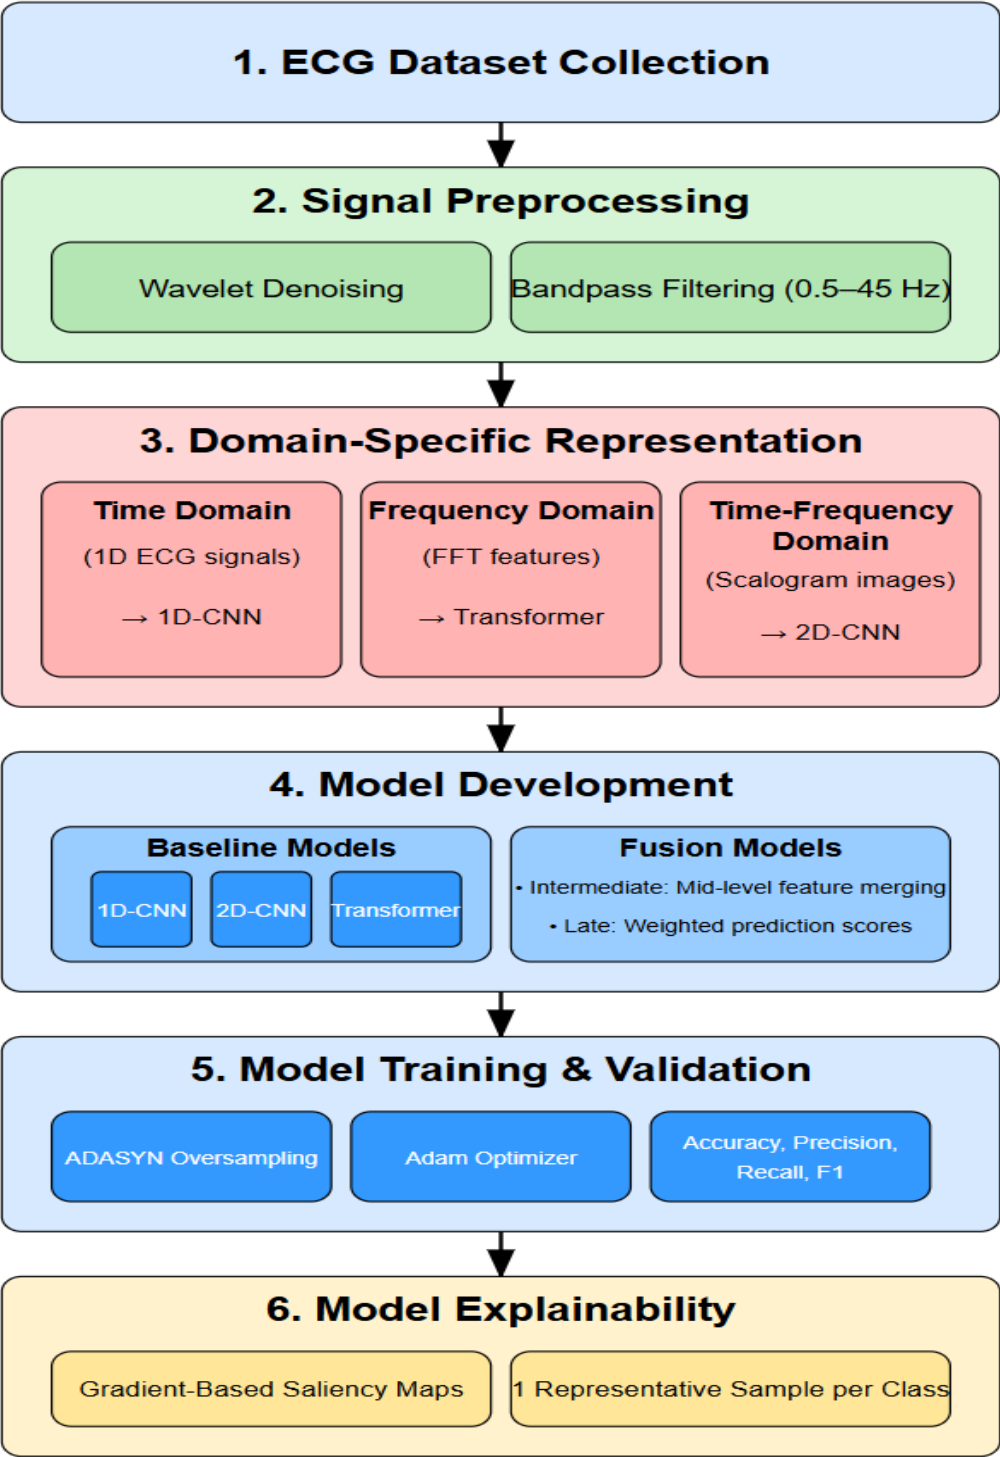 1. ECG Dataset Collection
2. Signal Preprocessing
Wavelet Denoising
Bandpass Filtering (0.5–45 Hz)
3. Domain-Specific Representation
Time Domain
(1D ECG signals)
→ 1D-CNN
Frequency Domain
(FFT features)
→ Transformer
Time-Frequency
Domain
(Scalogram images)
→ 2D-CNN
4. Model Development
Baseline Models
1D-CNN
2D-CNN
Transformer
Fusion Models
• Intermediate: Mid-level feature merging
• Late: Weighted prediction scores
5. Model Training & Validation
ADASYN Oversampling
Adam Optimizer
Accuracy, Precision,
Recall, F1
6. Model Explainability
Gradient-Based Saliency Maps
1 Representative Sample per Class